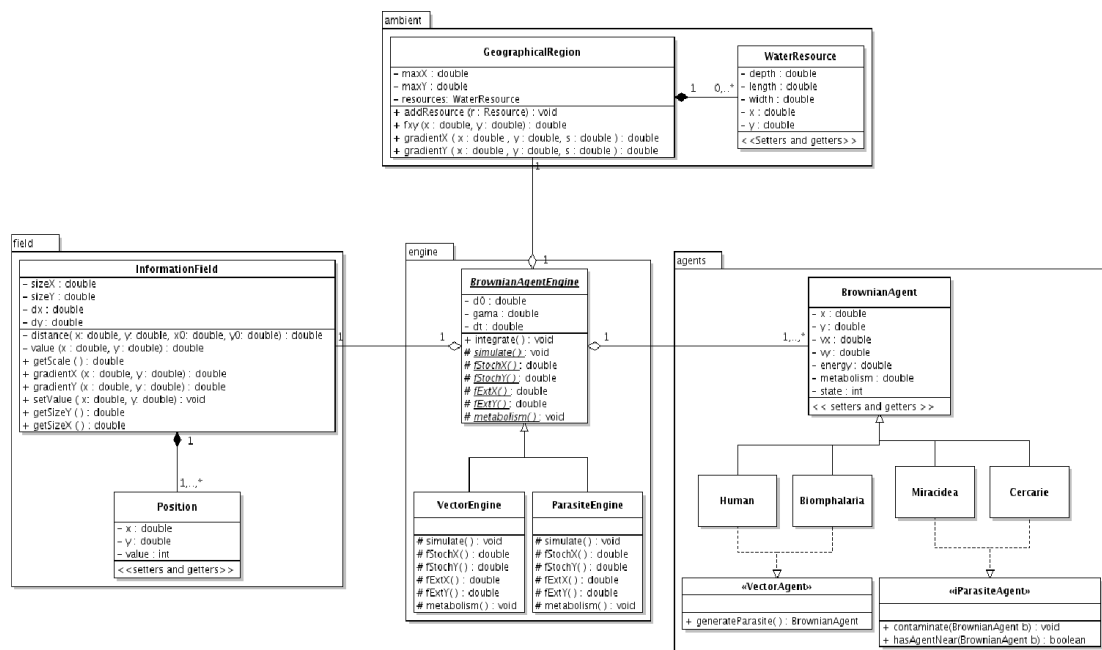 ambient
GeographicalRegion
- maxX : double
- maxY : double
- resources: WaterResource
+ addResource (r : Resource) : void
+ fxy (x : double, y : double) : double
+ gradientX ( x : double , y : double, s : double ) : double
+ gradientY ( x : double , y : double, s : double ) : double
1
0,..,*
WaterResource
- depth : double
- length : double
- width : double
- x : double
- y : double
< <Setters and getters> >
1
1
field
InformationField
- sizeX : double
- sizeY : double
- dx : double
- dy : double
- distance( x: double, y: double, x0: double, y0: double) : double
- value (x : double, y : double) : double
+ getScale ( ) : double
+ gradientX (x : double, y : double) : double
+ gradientY (x : double, y : double) : double
+ setValue ( x : double, y: double) : void
+ getSizeY ( ) : double
+ getSizeX ( ) : double
1
1
1
1,..,*
Position
- x : double
- y : double
- value : int
< <setters and getters> >
engine
BrownianAgentEngine
- d0 : double
- gama : double
- dt : double
+ integrate( ) : void
# simulate( ) : void
# fStochX( ) : double
# fStochY( ) : double
# fExtX( ) : double
# fExtY( ) : double
# metabolism( ) : void
1
1,..,*
VectorEngine
# simulate( ) : void
# fStochX( ) : double
# fStochY( ) : double
# fExtX( ) : double
# fExtY( ) : double
# metabolism( ) : void
ParasiteEngine
# simulate( ) : void
# fStochX( ) : double
# fStochY( ) : double
# fExtX( ) : double
# fExtY( ) : double
# metabolism( ) : void
agents
BrownianAgent
- x : double
- y : double
- vx : double
- vy : double
- energy : double
- metabolism : double
- state : int
< < setters and getters > >
Human
Biomphalaria
Miracidea
Cercarie
«VectorAgent»
+ generateParasite( ) : BrownianAgent
«iParasiteAgent»
+ contaminate(BrownianAgent b) : void
+ hasAgentNear(BrownianAgent b) : boolean